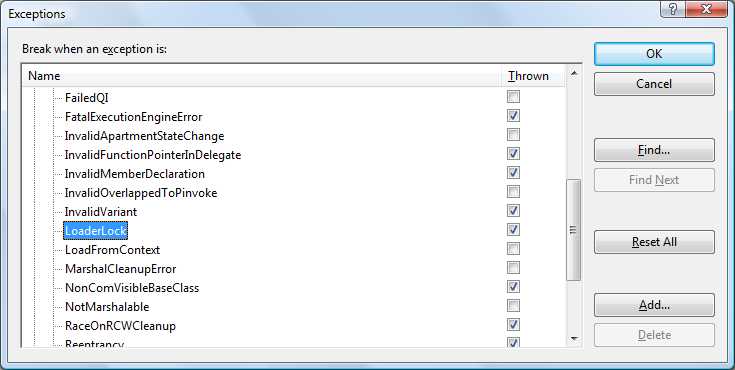 Exceptions
Break when an exception is:
Name Thrown
FailedQI
FatalExecutionEngineError
InvalidApartmentStateChange
InvalidFunctionPointerInDelegate
InvalidMemberDeclaration
InvalidOverlappedToPinvoke
InvalidVariant
LoaderLock
LoadFromContext
MarshalCleanupError
NonComVisibleBaseClass
NotMarshalable
RaceOnRCWCleanup
Reentrancy
OK
Cancel
Find...
Find Next
Reset All
Add...
Delete